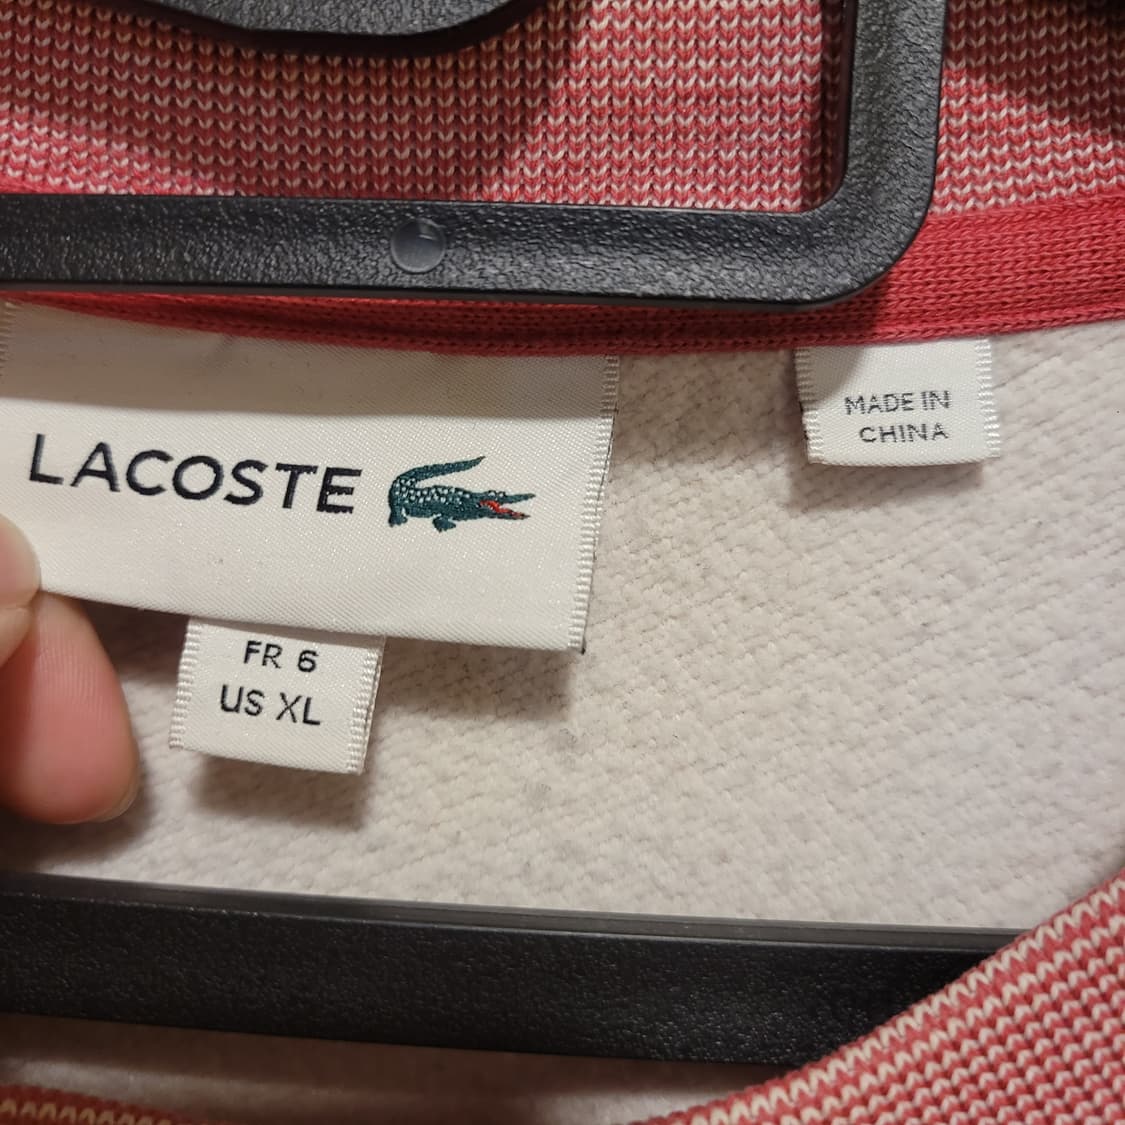 LACOSTE
FR 6
US XL
MADE IN
CHINA